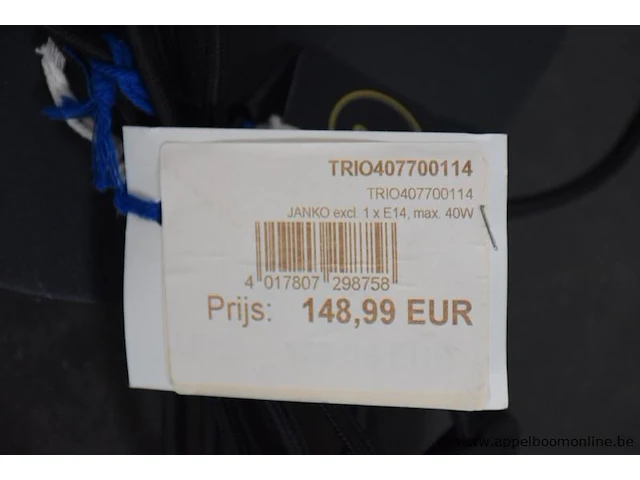 TRIO407700114
TRIO407700114
JANKO excl. 1 x E14, max. 40W
4 017807 298758
Prijs: 148,99 EUR
www.appelboomonline.be